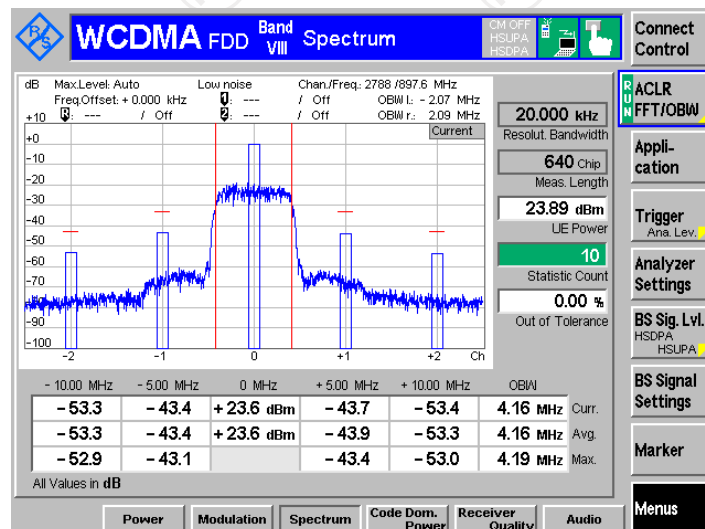 R&S
WCDMA FDD Band VIII Spectrum
CM OFF
HSUPA
HSDPA
Connect Control
dB Max.Level: Auto Low noise Chan./Freq.: 2788 /897.6 MHz
Freq.Offset: + 0.000 kHz 1: --- / Off OBW l.: - 2.07 MHz
R: --- / Off 2: --- / Off OBW r.: 2.09 MHz
Current
+10
+0
-10
-20
-30
-40
-50
-60
-70
-80
-90
-100
-2 -1 0 +1 +2 Ch
20.000 kHz
Resolut. Bandwidth
640 Chip
Meas. Length
23.89 dBm
UE Power
10
Statistic Count
0.00 %
Out of Tolerance
- 10.00 MHz - 5.00 MHz 0 MHz + 5.00 MHz + 10.00 MHz OBW
- 53.3 - 43.4 + 23.6 dBm - 43.7 - 53.4 4.16 MHz Curr.
- 53.3 - 43.4 + 23.6 dBm - 43.9 - 53.3 4.16 MHz Avg.
- 52.9 - 43.1 - 43.4 - 53.0 4.19 MHz Max.
All Values in dB
RUN
ACLR
FFT/OBW
Appli-
cation
Trigger
Ana. Lev.
Analyzer
Settings
BS Sig. Lvl.
HSDPA
HSUPA
BS Signal
Settings
Marker
Menus
Power Modulation Spectrum Code Dom. Power Receiver Quality Audio